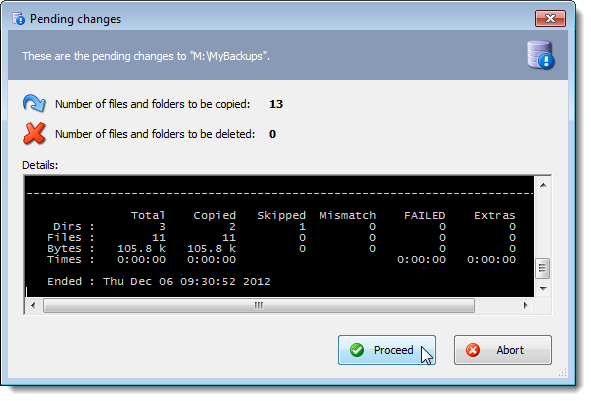 Pending changes
These are the pending changes to "M:\MyBackups".
Number of files and folders to be copied: 13
Number of files and folders to be deleted: 0
Details:
------------------------------------------------------------------------------
Total Copied Skipped Mismatch FAILED Extras
Dirs : 3 2 1 0 0 0
Files : 11 11 0 0 0 0
Bytes : 105.8 k 105.8 k 0 0 0 0
Times : 0:00:00 0:00:00 0:00:00 0:00:00
Ended : Thu Dec 06 09:30:52 2012
Proceed Abort